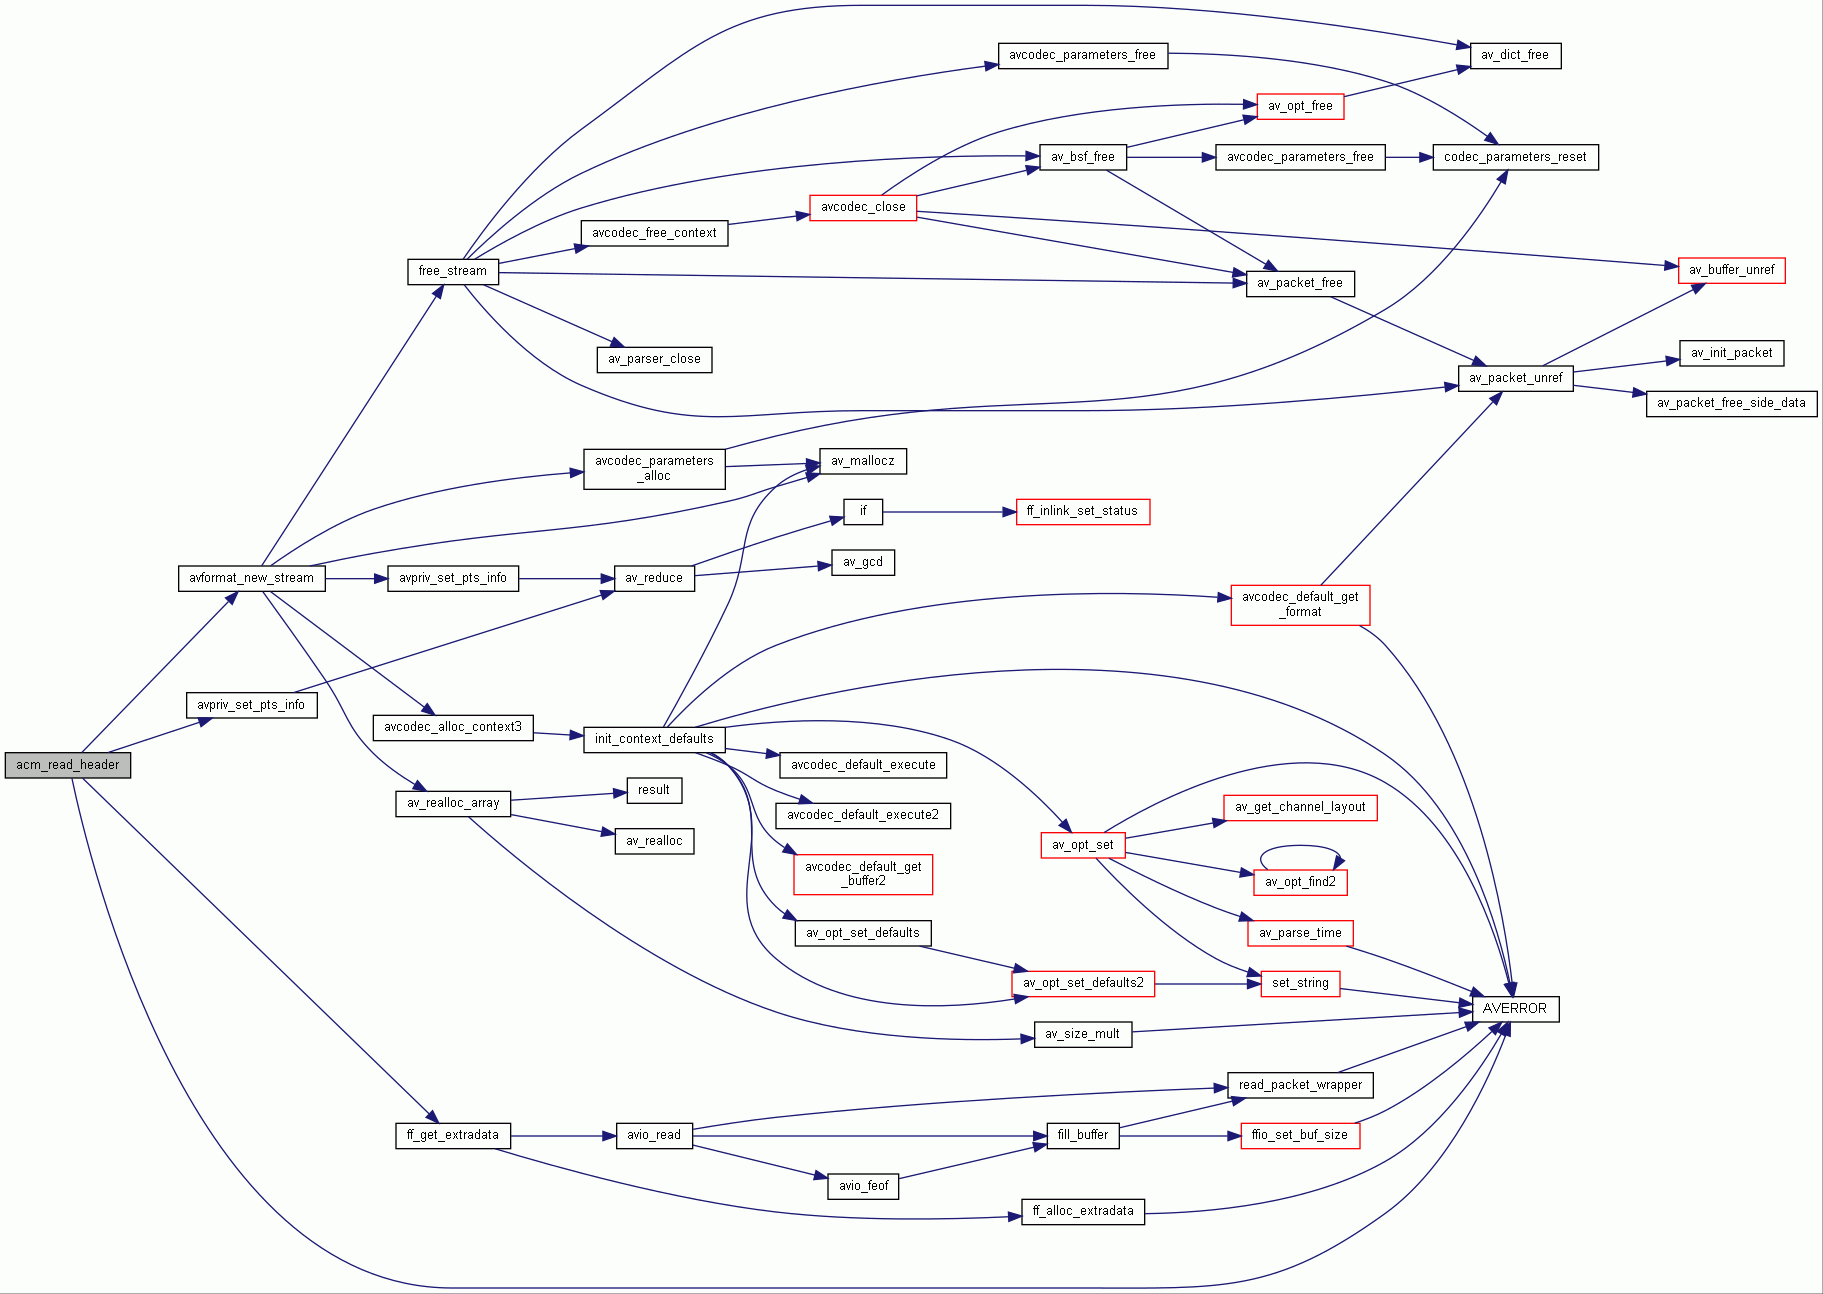 avcodec_parameters_free
av_dict_free
av_opt_free
av_bsf_free
avcodec_parameters_free
codec_parameters_reset
avcodec_close
avcodec_free_context
free_stream
av_packet_free
av_buffer_unref
av_parser_close
av_init_packet
av_packet_unref
av_packet_free_side_data
avcodec_parameters
_alloc
av_mallocz
if
ff_inlink_set_status
avformat_new_stream
avpriv_set_pts_info
av_reduce
av_gcd
avcodec_default_get
_format
avpriv_set_pts_info
avcodec_alloc_context3
init_context_defaults
acm_read_header
avcodec_default_execute
av_realloc_array
result
avcodec_default_execute2
av_get_channel_layout
av_realloc
av_opt_set
avcodec_default_get
_buffer2
av_opt_find2
av_opt_set_defaults
av_parse_time
av_opt_set_defaults2
set_string
AVERROR
av_size_mult
read_packet_wrapper
ff_get_extradata
avio_read
fill_buffer
ffio_set_buf_size
avio_feof
ff_alloc_extradata